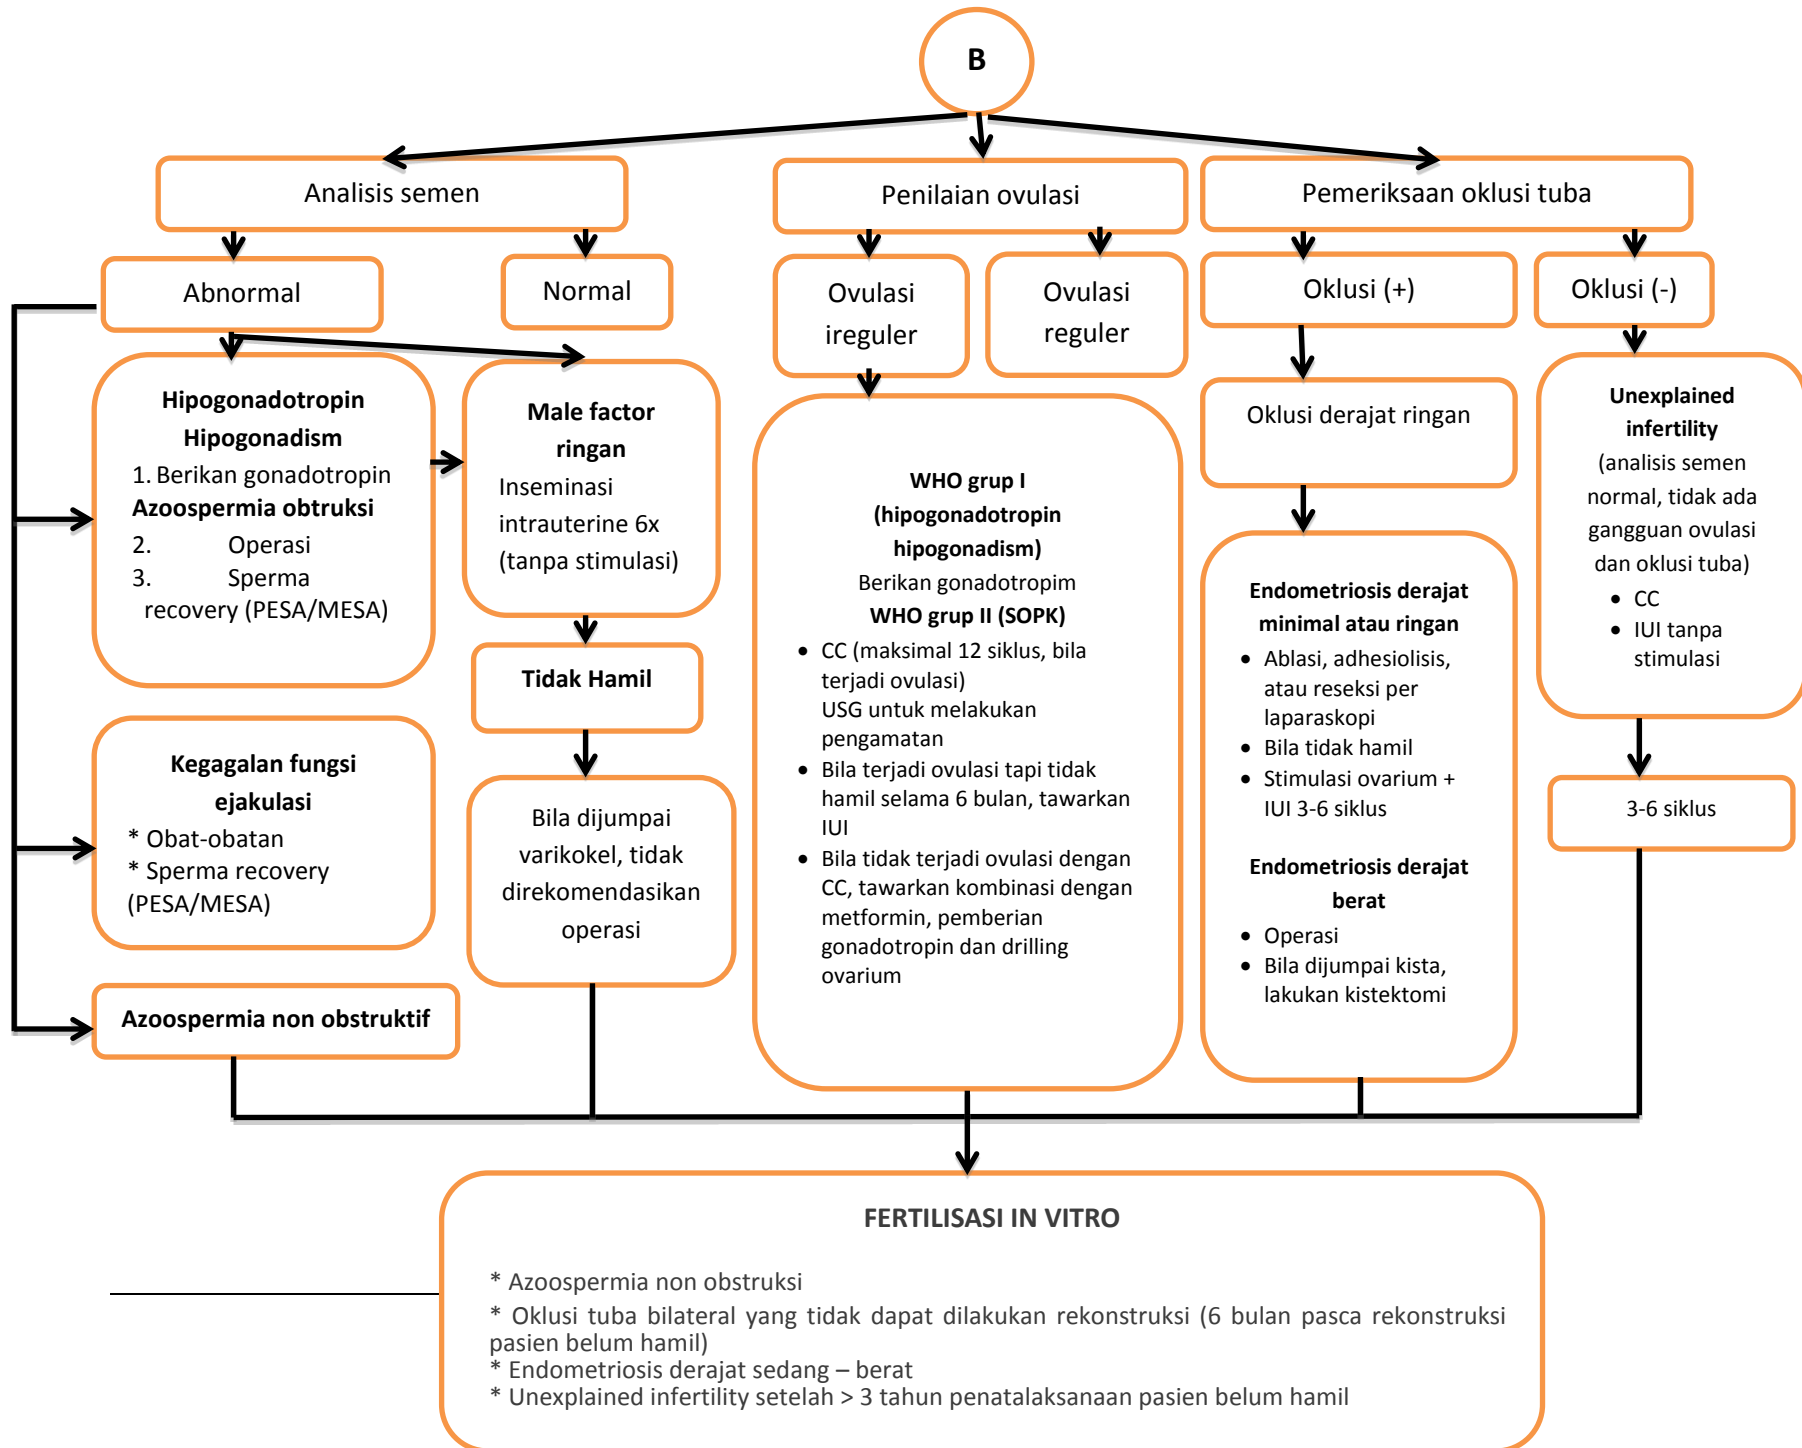 B
Analisis semen
Penilaian ovulasi
Pemeriksaan oklusi tuba
Abnormal
Normal
Ovulasi
ireguler
Ovulasi
reguler
Oklusi (+)
Oklusi (-)
Hipogonadotropin
Hipogonadism
1. Berikan gonadotropin
Azoospermia obtruksi
2. Operasi
3. Sperma
recovery (PESA/MESA)
Male factor
ringan
Inseminasi
intrauterine 6x
(tanpa stimulasi)
Tidak Hamil
Bila dijumpai
varikokel, tidak
direkomendasikan
operasi
Kegagalan fungsi
ejakulasi
* Obat-obatan
* Sperma recovery
(PESA/MESA)
Azoospermia non obstruktif
WHO grup I
(hipogonadotropin
hipogonadism)
Berikan gonadotropim
WHO grup II (SOPK)
• CC (maksimal 12 siklus, bila
terjadi ovulasi)
USG untuk melakukan
pengamatan
• Bila terjadi ovulasi tapi tidak
hamil selama 6 bulan, tawarkan
IUI
• Bila tidak terjadi ovulasi dengan
CC, tawarkan kombinasi dengan
metformin, pemberian
gonadotropin dan drilling
ovarium
Oklusi derajat ringan
Endometriosis derajat
minimal atau ringan
• Ablasi, adhesiolisis,
atau reseksi per
laparaskopi
• Bila tidak hamil
• Stimulasi ovarium +
IUI 3-6 siklus
Endometriosis derajat
berat
• Operasi
• Bila dijumpai kista,
lakukan kistektomi
Unexplained
infertility
(analisis semen
normal, tidak ada
gangguan ovulasi
dan oklusi tuba)
• CC
• IUI tanpa
stimulasi
3-6 siklus
FERTILISASI IN VITRO
* Azoospermia non obstruksi
* Oklusi tuba bilateral yang tidak dapat dilakukan rekonstruksi (6 bulan pasca rekonstruksi
pasien belum hamil)
* Endometriosis derajat sedang – berat
* Unexplained infertility setelah > 3 tahun penatalaksanaan pasien belum hamil